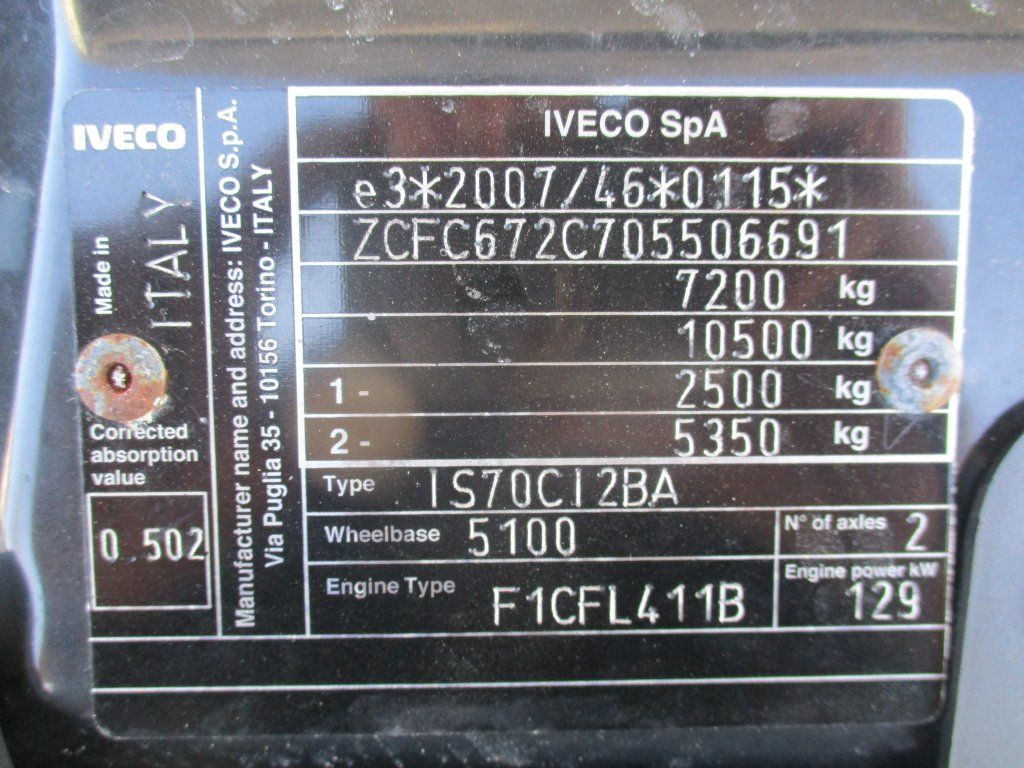 IVECO
Made in
ITALY
Corrected
absorption
value
0.502
Manufacturer name and address: IVECO S.p.A.
Via Puglia 35 - 10156 Torino - ITALY
IVECO SpA
e3*2007/46*0115*
ZCFC672C705506691
7200 kg
10500 kg
1 - 2500 kg
2 - 5350 kg
Type IS70CI2BA
Wheelbase 5100
N° of axles 2
Engine Type F1CFL411B
Engine power kW
129